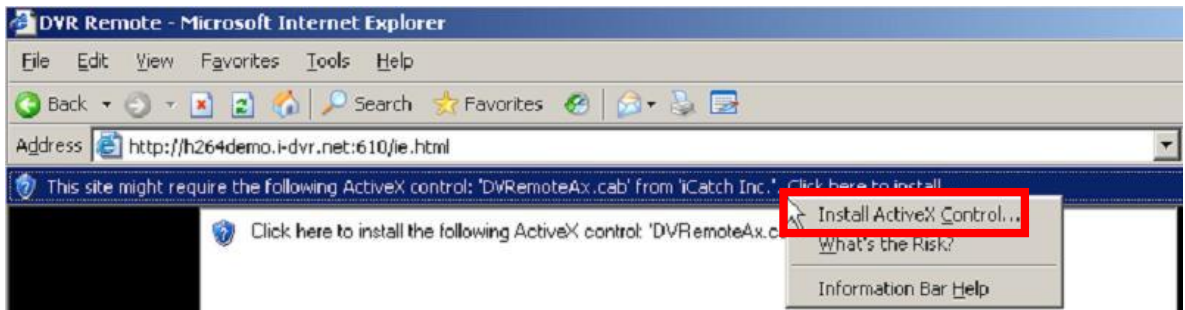 DVR Remote - Microsoft Internet Explorer
File Edit View Favorites Tools Help
Back Search Favorites
Address http://h264demo.i-dvr.net:610/ie.html
This site might require the following ActiveX control: 'DVRemoteAx.cab' from 'iCatch Inc.'. Click here to install...
Install ActiveX Control...
Click here to install the following ActiveX control: 'DVRemoteAx.c
What's the Risk?
Information Bar Help